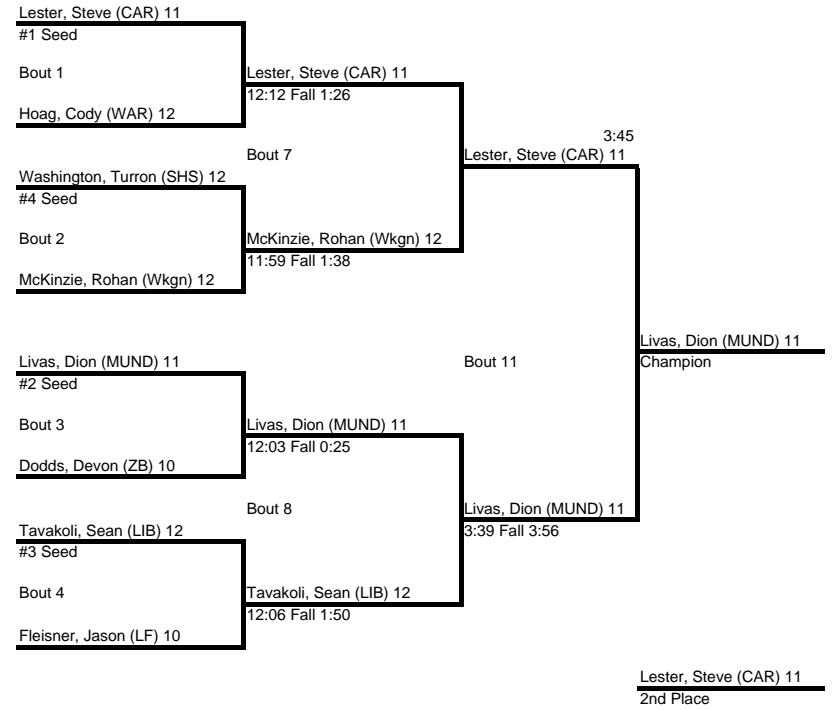 Lester, Steve (CAR) 11
#1 Seed
Bout 1
Lester, Steve (CAR) 11
12:12 Fall 1:26
Hoag, Cody (WAR) 12
3:45
Bout 7
Lester, Steve (CAR) 11
Washington, Turron (SHS) 12
#4 Seed
Bout 2
McKinzie, Rohan (Wkgn) 12
11:59 Fall 1:38
McKinzie, Rohan (Wkgn) 12
Livas, Dion (MUND) 11
Livas, Dion (MUND) 11
Bout 11
Champion
#2 Seed
Bout 3
Livas, Dion (MUND) 11
12:03 Fall 0:25
Dodds, Devon (ZB) 10
Bout 8
Livas, Dion (MUND) 11
Tavakoli, Sean (LIB) 12
3:39 Fall 3:56
#3 Seed
Bout 4
Tavakoli, Sean (LIB) 12
12:06 Fall 1:50
Fleisner, Jason (LF) 10
Lester, Steve (CAR) 11
2nd Place